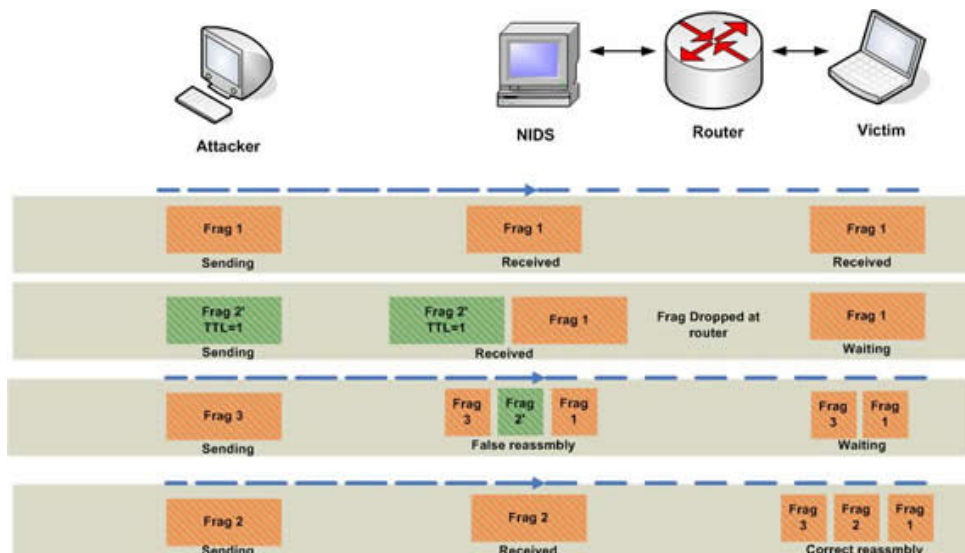 Attacker
NIDS
Router
Victim
Frag 1
Sending
Frag 1
Received
Frag 1
Received
Frag 2'
TTL=1
Sending
Frag 2'
TTL=1
Frag 1
Received
Frag Dropped at
router
Frag 1
Waiting
Frag 3
Sending
Frag
3
Frag
2'
Frag
1
False reassmbly
Frag
3
Frag
1
Waiting
Frag 2
Sending
Frag 2
Received
Frag
3
Frag
2
Frag
1
Correct reassmbly